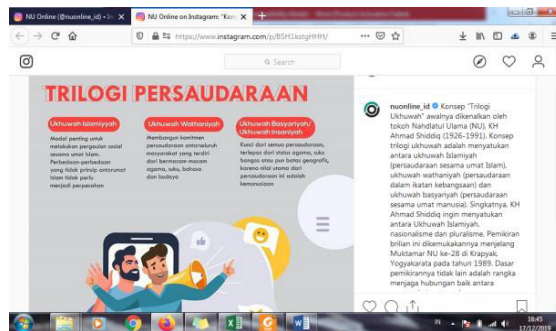 NU Online (@nuonline_id) • In
NU Online on Instagram: "Kon
https://www.instagram.com/p/B5H1kstgHHH/
Search
TRILOGI PERSAUDARAAN
Ukhuwah Islamiyyah
Modal penting untuk
melakukan pergaulan sosial
sesama umat Islam.
Perbedaan-perbedaan
yang tidak prinsip antarumat
Islam tidak perlu
menjadi perpecahan
Ukhuwah Wathaniyah
Membangun komitmen
persaudaraan antarseluruh
masyarakat yang terdiri
dari bermacam-macam
agama, suku, bahasa
dan budaya
Ukhuwah Basyariyah/
Ukhuwah Insaniyah
Kunci dari semua persaudaraan,
terlepas dari status agama, suku
bangsa atau pun batas geografis,
karena nilai utama dari
persaudaraan ini adalah
kemanusiaan
nuonline_id Konsep "Trilogi
Ukhuwah" awalnya dikenalkan oleh
tokoh Nahdlatul Ulama (NU), KH
Ahmad Shiddiq (1926-1991). Konsep
trilogi ukhuwah adalah menyatukan
antara ukhuwah Islamiyah
(persaudaraan sesama umat Islam),
ukhuwah wathaniyah (persaudaraan
dalam ikatan kebangsaan) dan
ukhuwah basyariyah (persaudaraan
sesama umat manusia). Singkatnya, KH
Ahmad Shiddiq ingin menyatukan
antara Ukhuwah Islamiyah,
nasionalisme dan pluralisme. Pemikiran
brilian ini dikemukakannya menjelang
Muktamar NU ke-28 di Krapyak,
Yogyakarata pada tahun 1989. Dasar
pemikirannya tidak lain adalah rangka
menjaga hubungan baik antara
16:45
17/12/2019